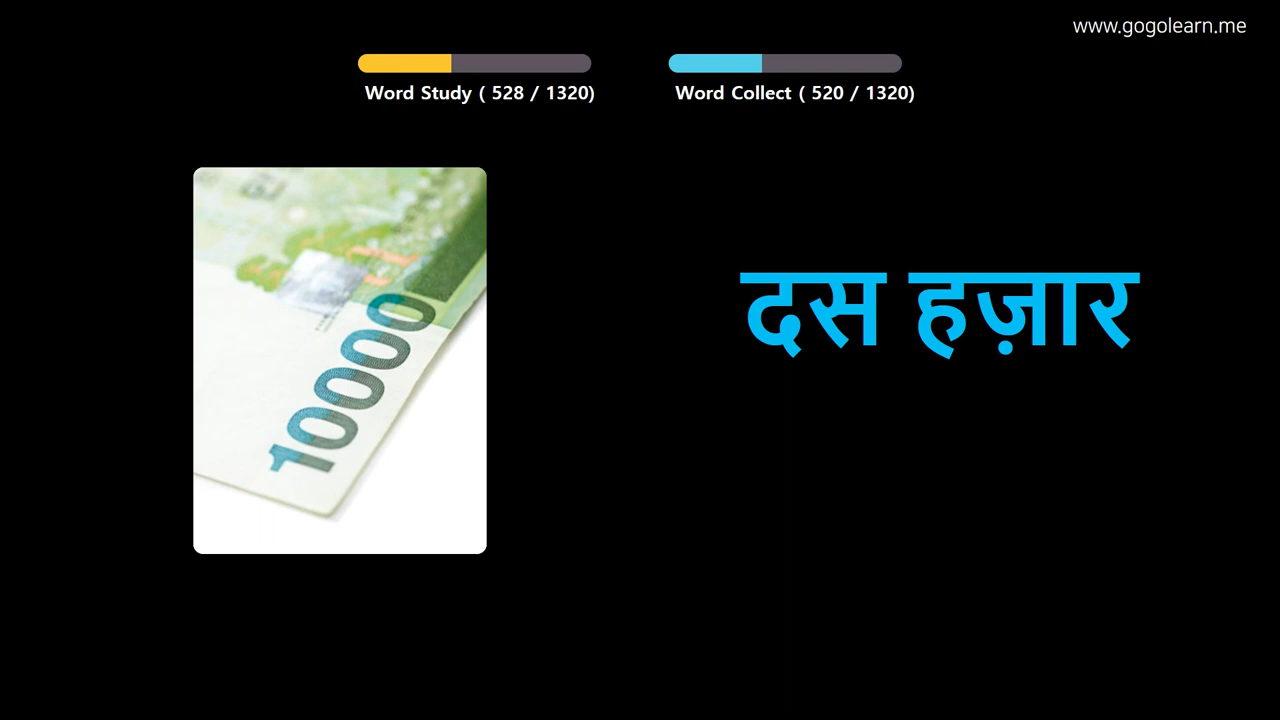 www.gogolearn.me
Word Study ( 528 / 1320)
Word Collect ( 520 / 1320)
दस हज़ार
10000